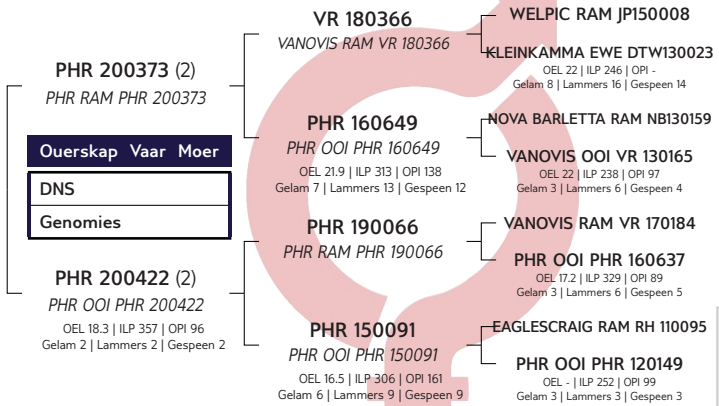 PHR 200373 (2)
PHR RAM PHR 200373
Ouerskap Vaar Moer
DNS
Genomies
PHR 200422 (2)
PHR OOI PHR 200422
OEL 18.3 | ILP 357 | OPI 96
Gelam 2 | Lammers 2 | Gespeen 2
VR 180366
VANOVIS RAM VR 180366
PHR 160649
PHR OOI PHR 160649
OEL 21.9 | ILP 313 | OPI 138
Gelam 7 | Lammers 13 | Gespeen 12
PHR 190066
PHR RAM PHR 190066
PHR 150091
PHR OOI PHR 150091
OEL 16.5 | ILP 306 | OPI 161
Gelam 6 | Lammers 9 | Gespeen 9
WELPIC RAM JP150008
KLEINKAMMA EWE DTW130023
OEL 22 | ILP 246 | OPI -
Gelam 8 | Lammers 16 | Gespeen 14
NOVA BARLETTA RAM NB130159
VANOVIS OOI VR 130165
OEL 22 | ILP 238 | OPI 97
Gelam 3 | Lammers 6 | Gespeen 4
VANOVIS RAM VR 170184
PHR OOI PHR 160637
OEL 17.2 | ILP 329 | OPI 89
Gelam 3 | Lammers 6 | Gespeen 5
EAGLESCRAIG RAM RH 110095
PHR OOI PHR 120149
OEL - | ILP 252 | OPI 99
Gelam 3 | Lammers 3 | Gespeen 3